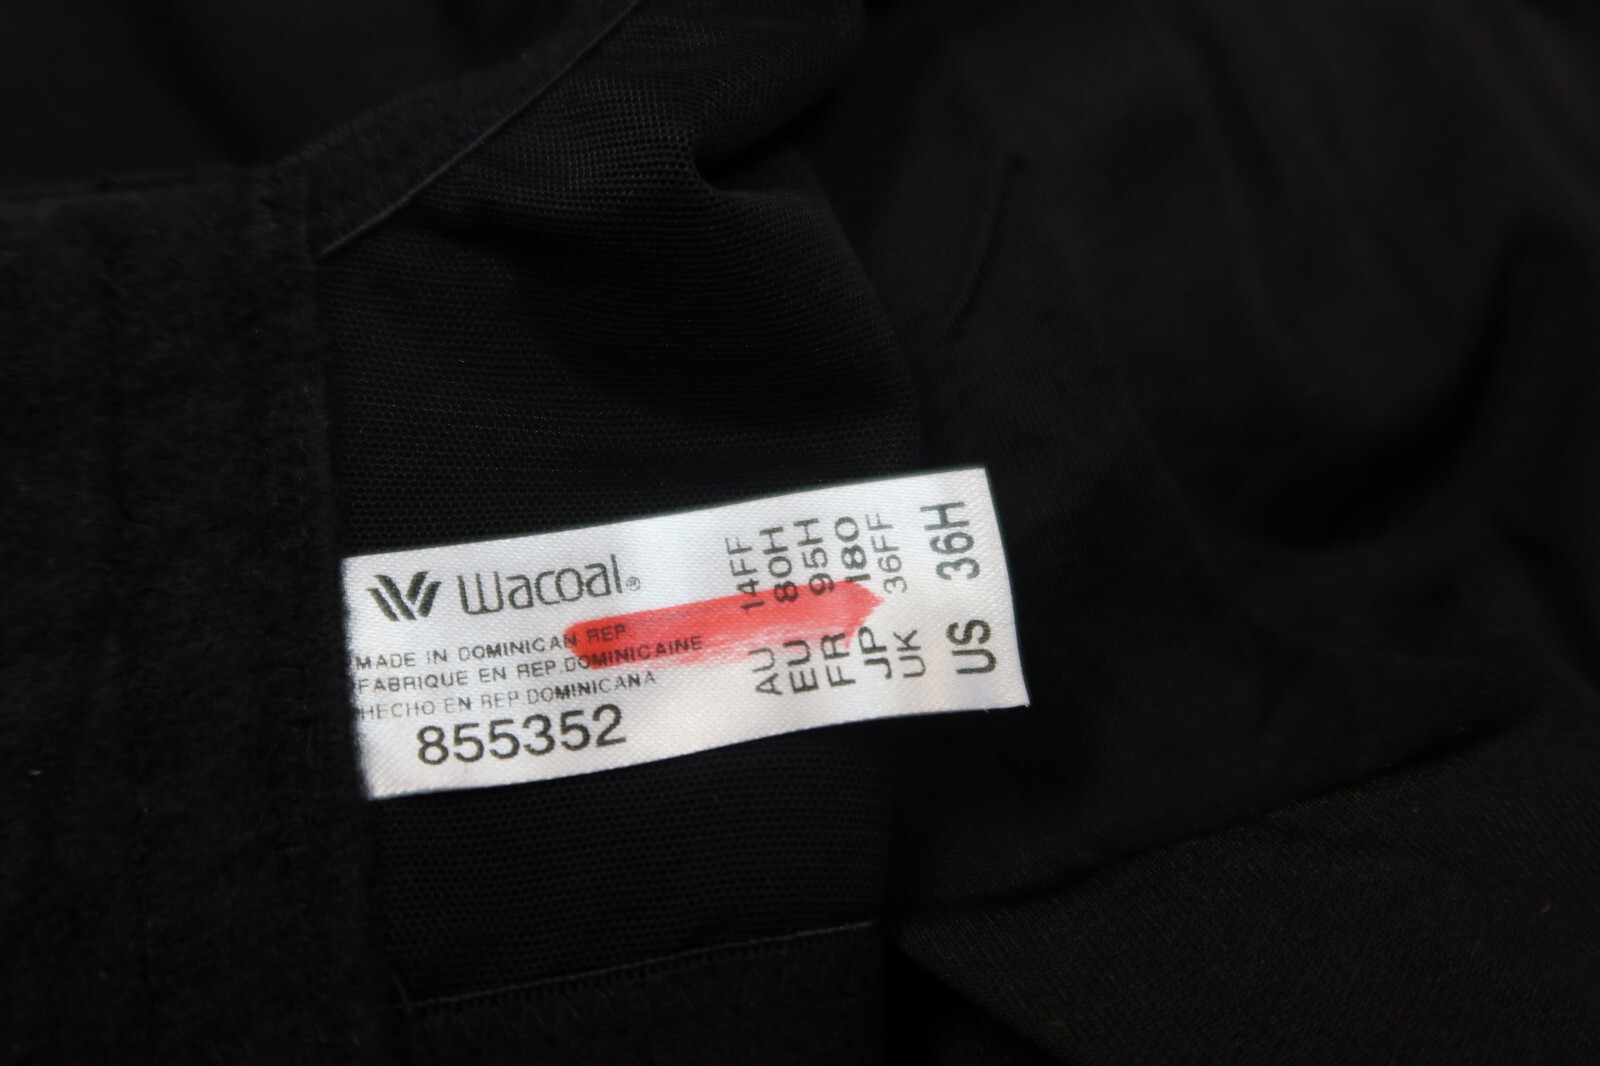 Wacoal®
MADE IN DOMINICAN REP.
FABRIQUE EN REP.DOMINICAINE
HECHO EN REP.DOMINICANA
855352
AU 14FF
EU 80H
FR 95H
JP 180
UK 36FF
US 36H